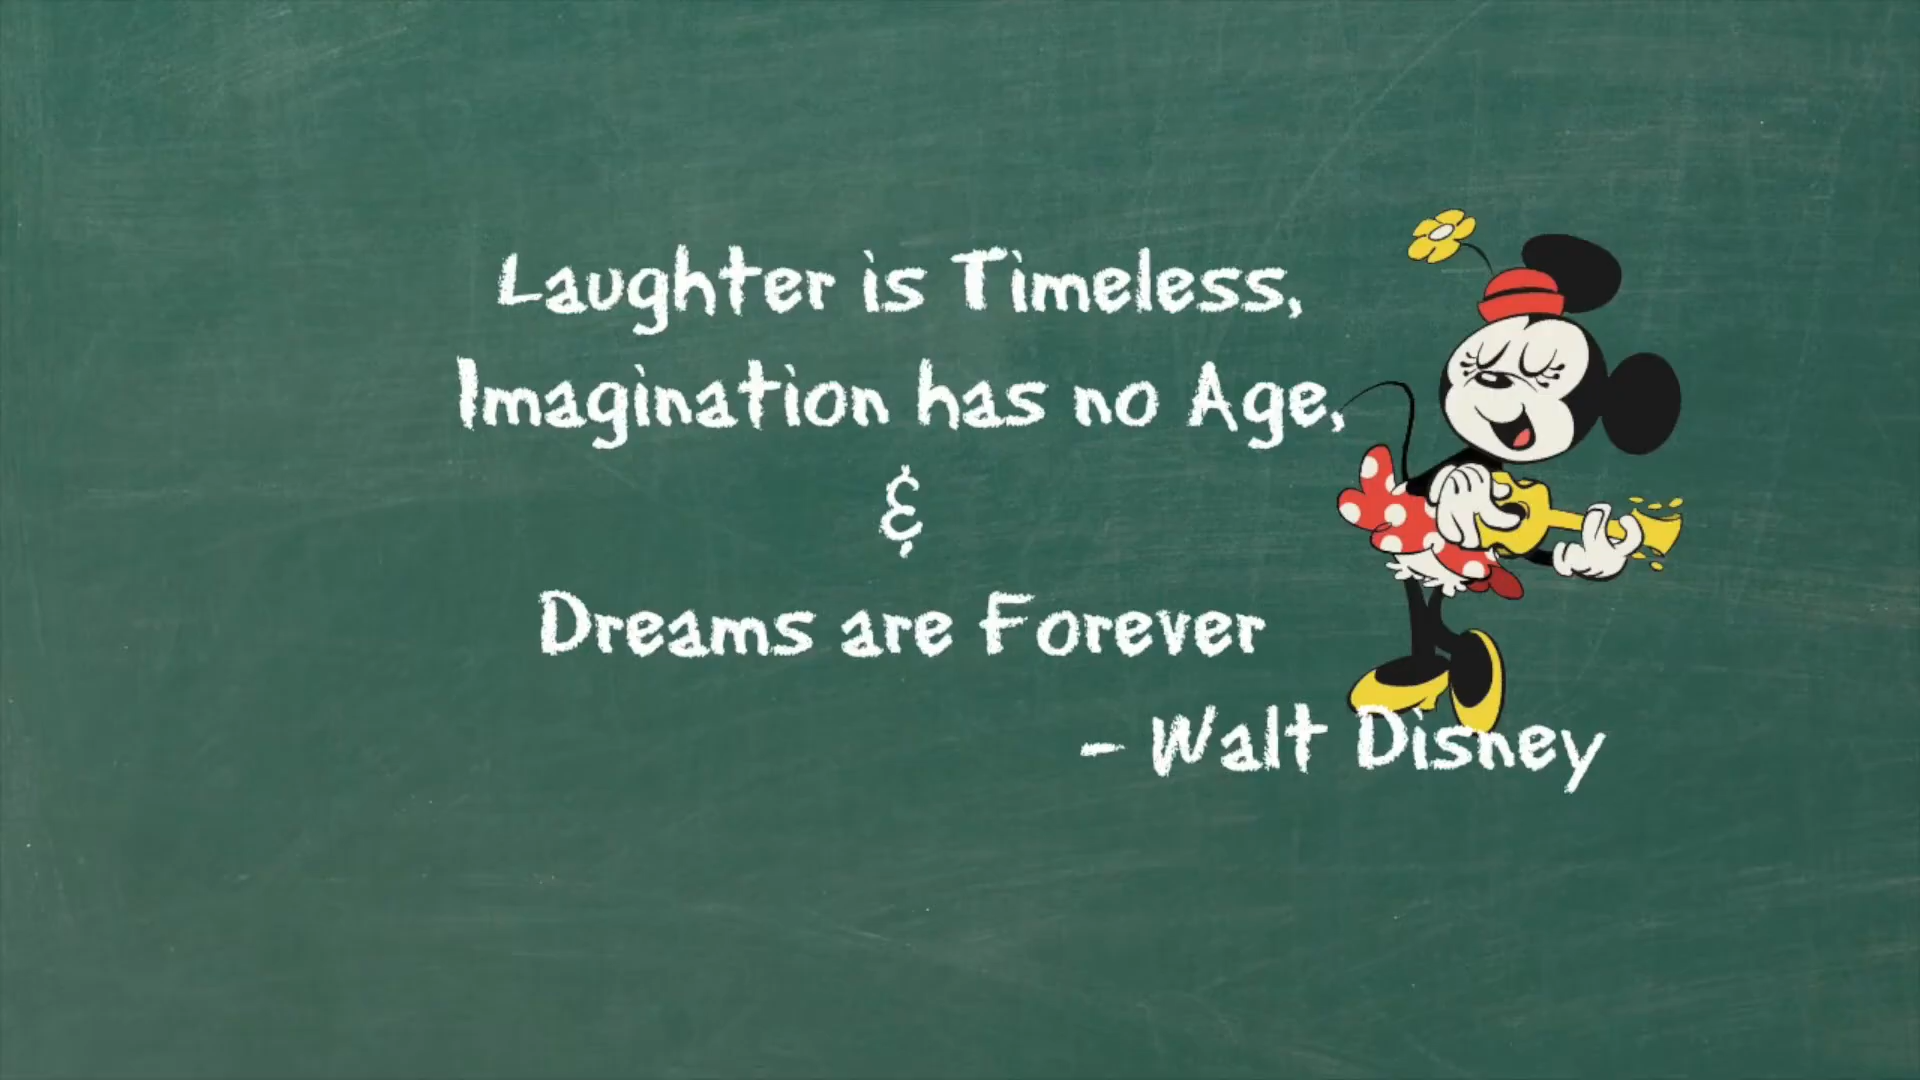 Laughter is Timeless,
Imagination has no Age,
&
Dreams are Forever
- Walt Disney